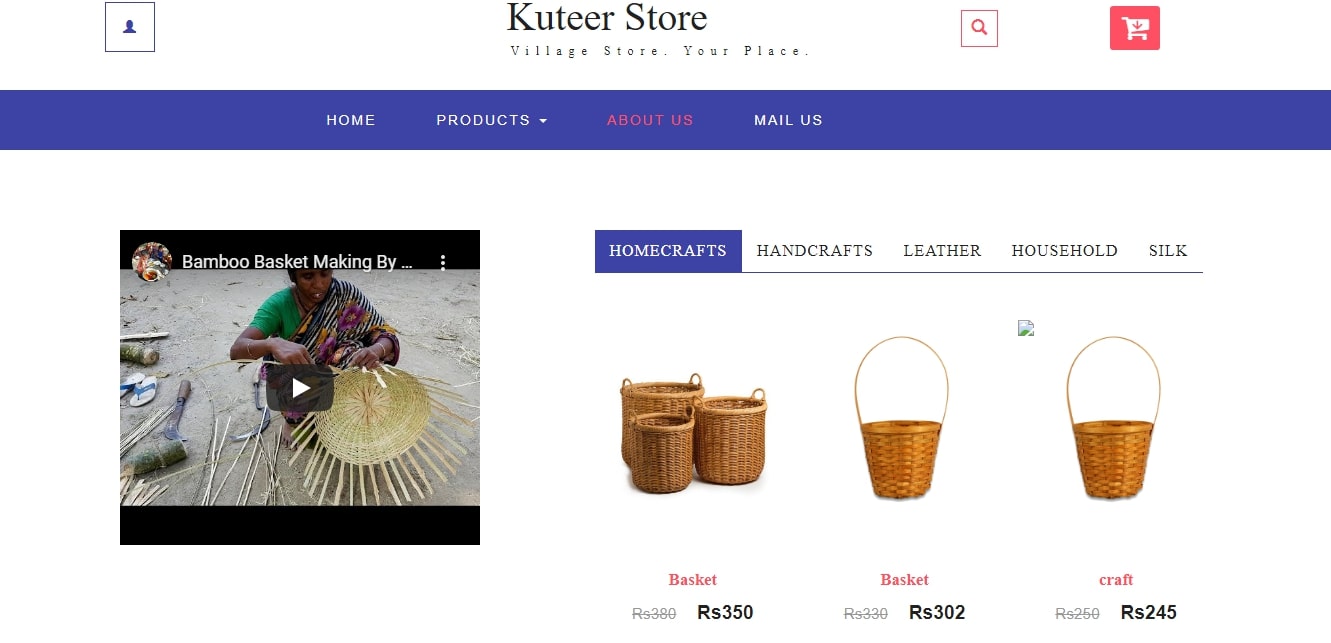 Kuteer Store
Village Store. Your Place.
HOME PRODUCTS ABOUT US MAIL US
Bamboo Basket Making By ...
HOMECRAFTS HANDCRAFTS LEATHER HOUSEHOLD SILK
Basket Basket craft
Rs380 Rs350 Rs330 Rs302 Rs250 Rs245